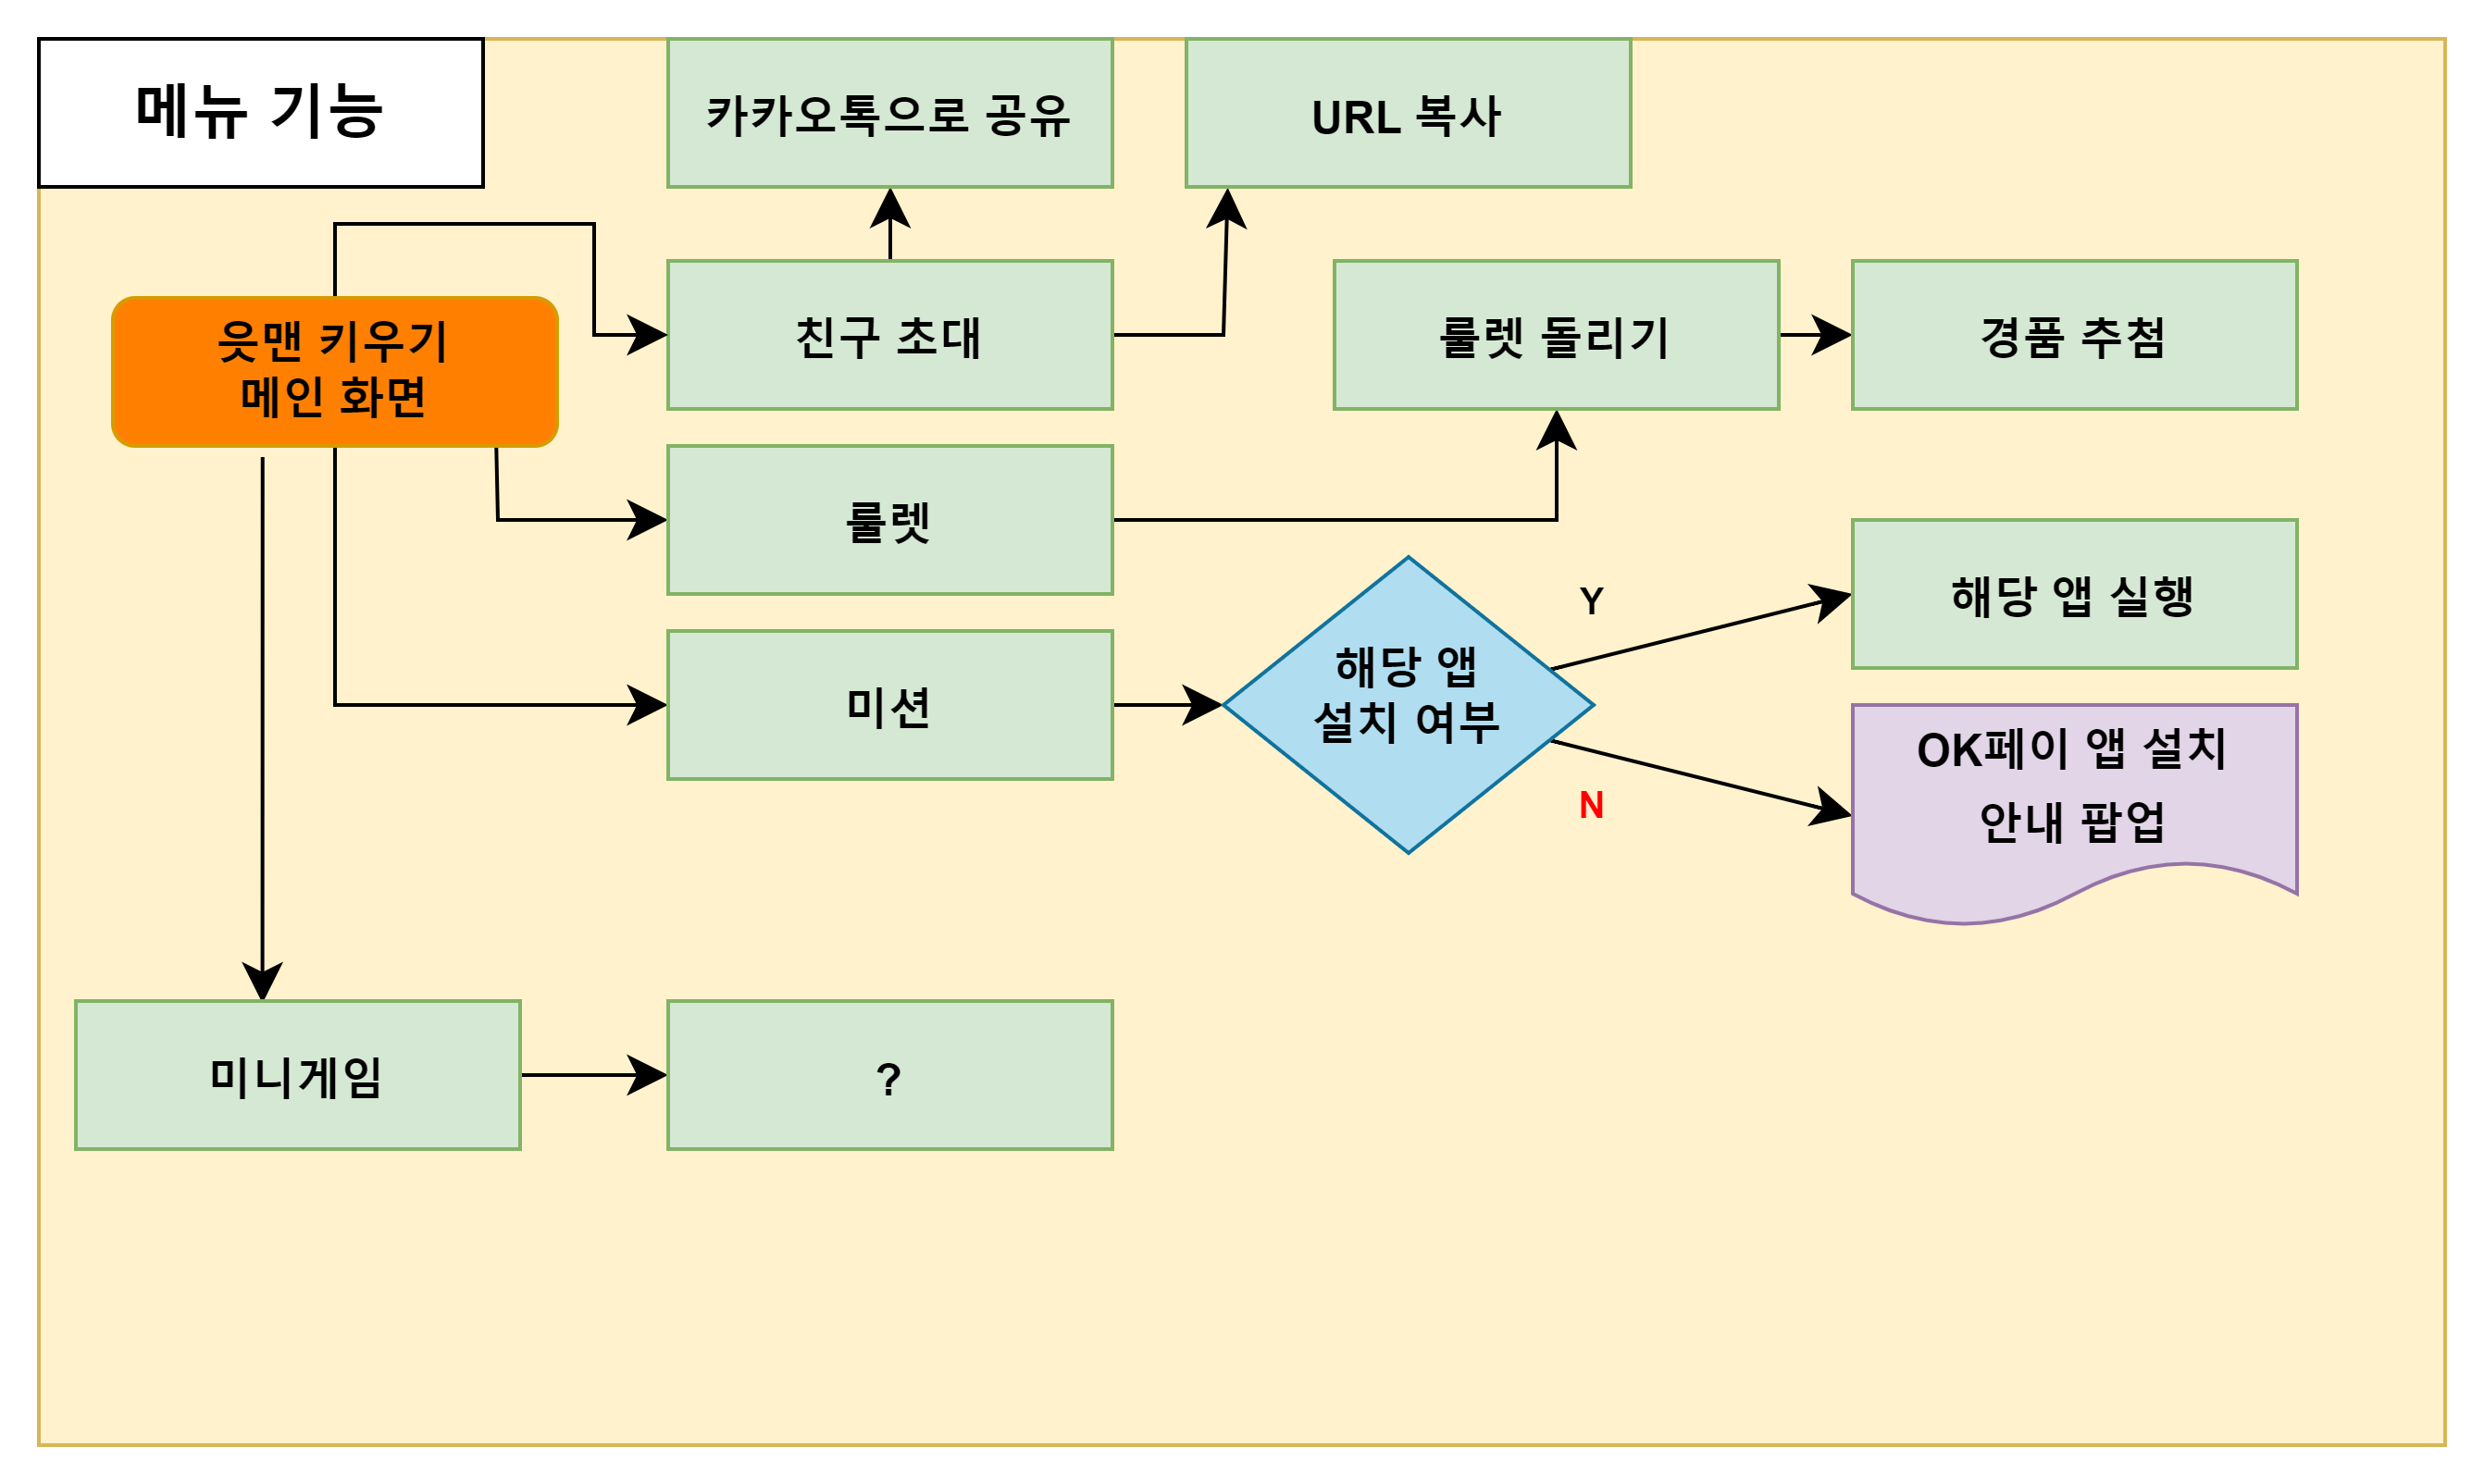 메뉴 기능
카카오톡으로 공유
URL 복사
웃맨 키우기
메인 화면
친구 초대
룰렛 돌리기
경품 추첨
룰렛
Y
해당 앱 실행
미션
해당 앱
설치 여부
N
OK페이 앱 설치
안내 팝업
미니게임
?